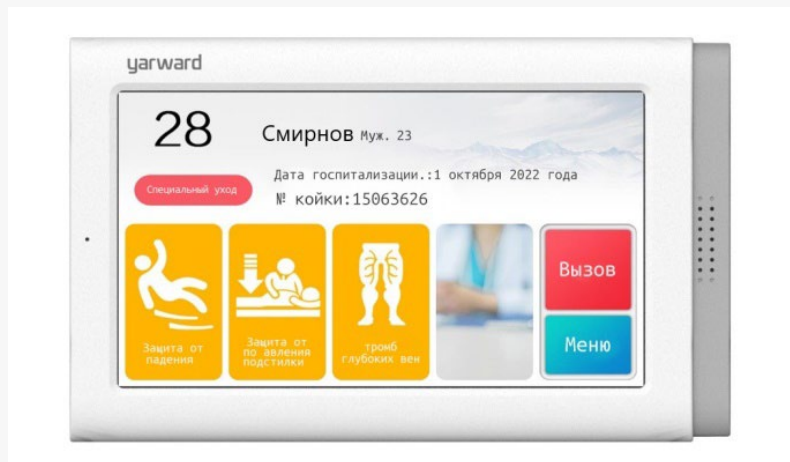 yarward
28
Смирнов Муж. 23
Дата госпитализации.:1 октября 2022 года
Специальный уход
№ койки:15063626
Защита от
падения
Защита от
по авления
подстилки
тромб
глубоких вен
Вызов
Меню